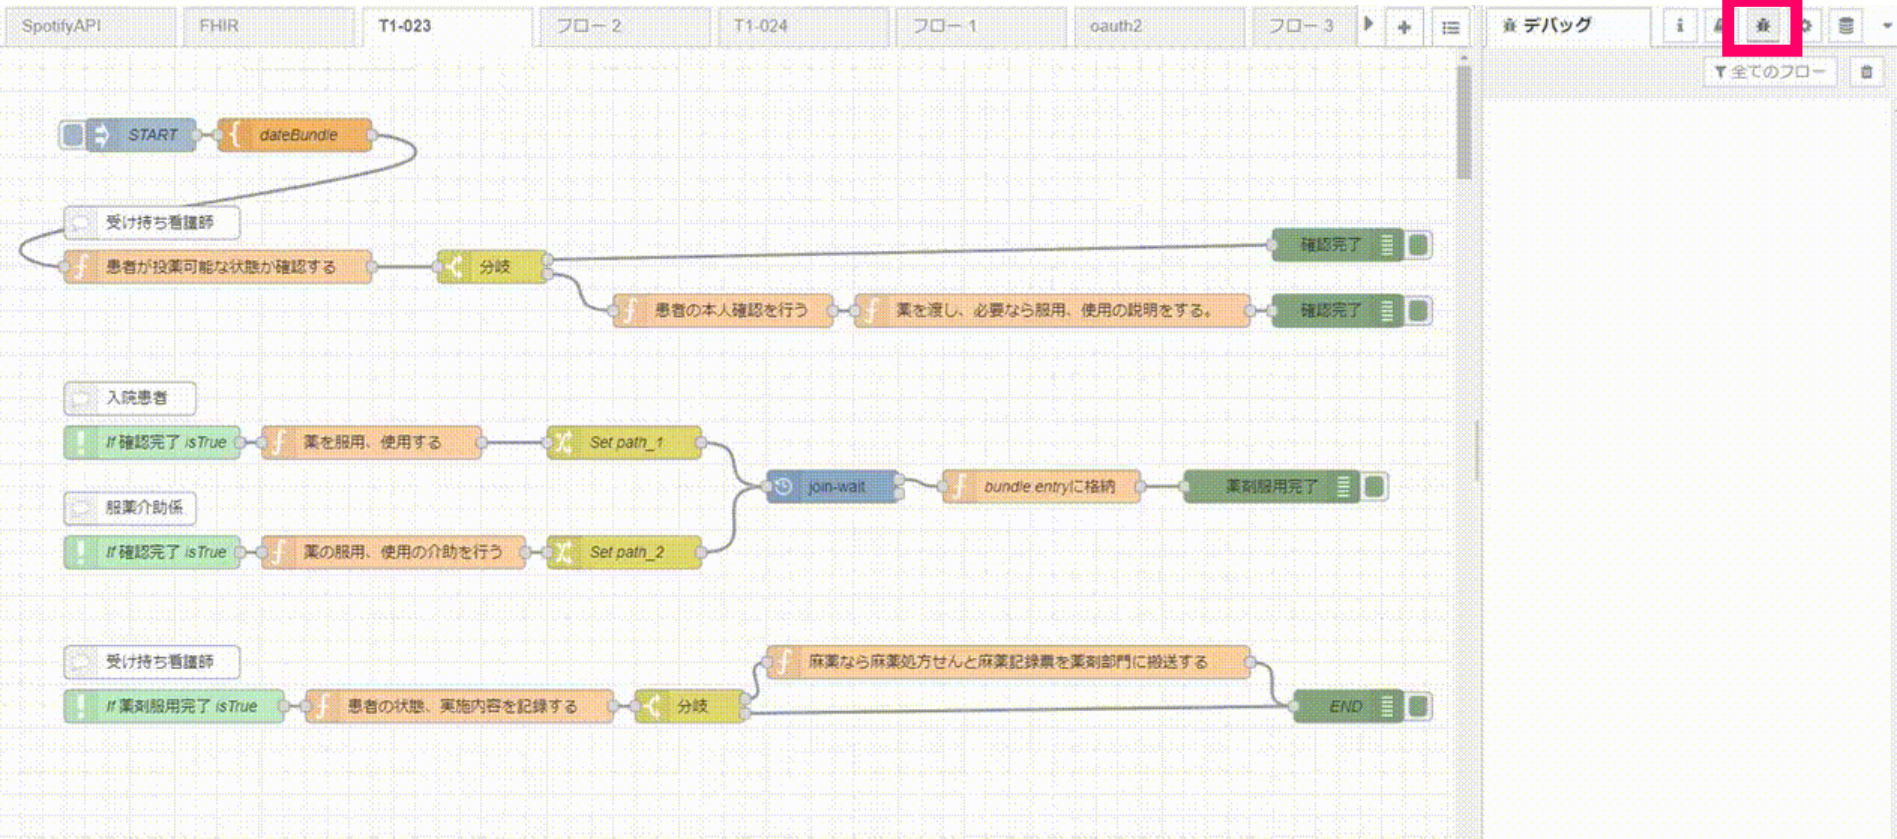 SpotifyAPI
FHIR
T1-023
フロー 2
T1-024
フロー 1
oauth2
フロー 3
デバッグ
全てのフロー
START
dateBundle
受け持ち看護師
患者が投薬可能な状態か確認する
分岐
確認完了
患者の本人確認を行う
薬を渡し、必要なら服用、使用の説明をする。
確認完了
入院患者
If 確認完了 isTrue
薬を服用、使用する
Set path_1
join-wait
bundle entryに格納
薬剤服用完了
服薬介助係
If 確認完了 isTrue
薬の服用、使用の介助を行う
Set path_2
受け持ち看護師
麻薬なら麻薬処方せんと麻薬記録票を薬剤部門に搬送する
If 薬剤服用完了 isTrue
患者の状態、実施内容を記録する
分岐
END